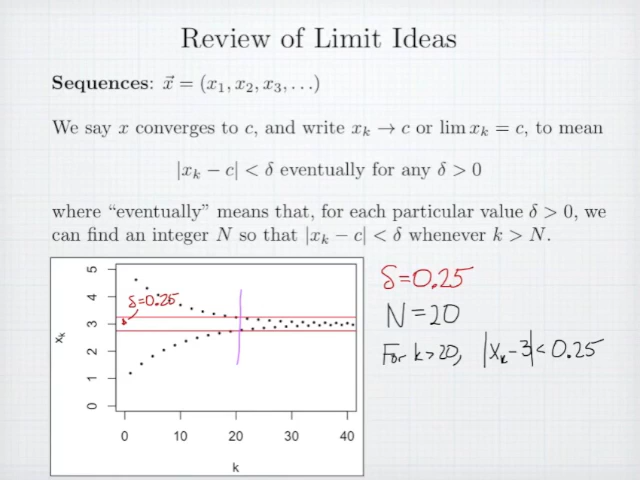 Review of Limit Ideas
Sequences: x⃗ = (x₁, x₂, x₃, . . .)
We say x converges to c, and write xₖ → c or lim xₖ = c, to mean
|xₖ − c| < δ eventually for any δ > 0
where “eventually” means that, for each particular value δ > 0, we
can find an integer N so that |xₖ − c| < δ whenever k > N.
δ=0.25
N=20
For k>20, |xₖ-3|<0.25
5
4
3
2
1
0
xₖ
δ=0.25
0 10 20 30 40
k